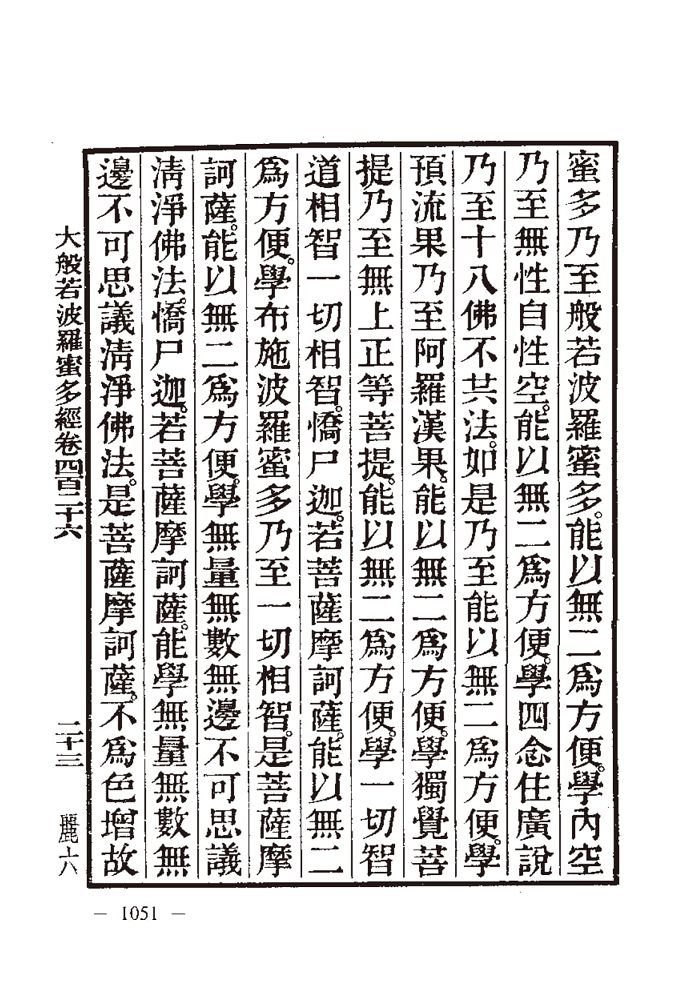 蜜多乃至般若波羅蜜多。能以無二為方便。學內空
乃至無性自性空。能以無二為方便。學四念住廣說
乃至十八佛不共法。如是乃至能以無二為方便。學
預流果乃至阿羅漢果。能以無二為方便。學獨覺菩
提乃至無上正等菩提。能以無二為方便。學一切智
道相智一切相智。憍尸迦。若菩薩摩訶薩。能以無二
為方便。學布施波羅蜜多乃至一切相智。是菩薩摩
訶薩。能以無二為方便。學無量無數無邊不可思議
清淨佛法。憍尸迦。若菩薩摩訶薩。能學無量無數無
邊不可思議清淨佛法。是菩薩摩訶薩。不為色增故
大般若波羅蜜多經卷四百二十六 二十三 麗六
— 1051 —